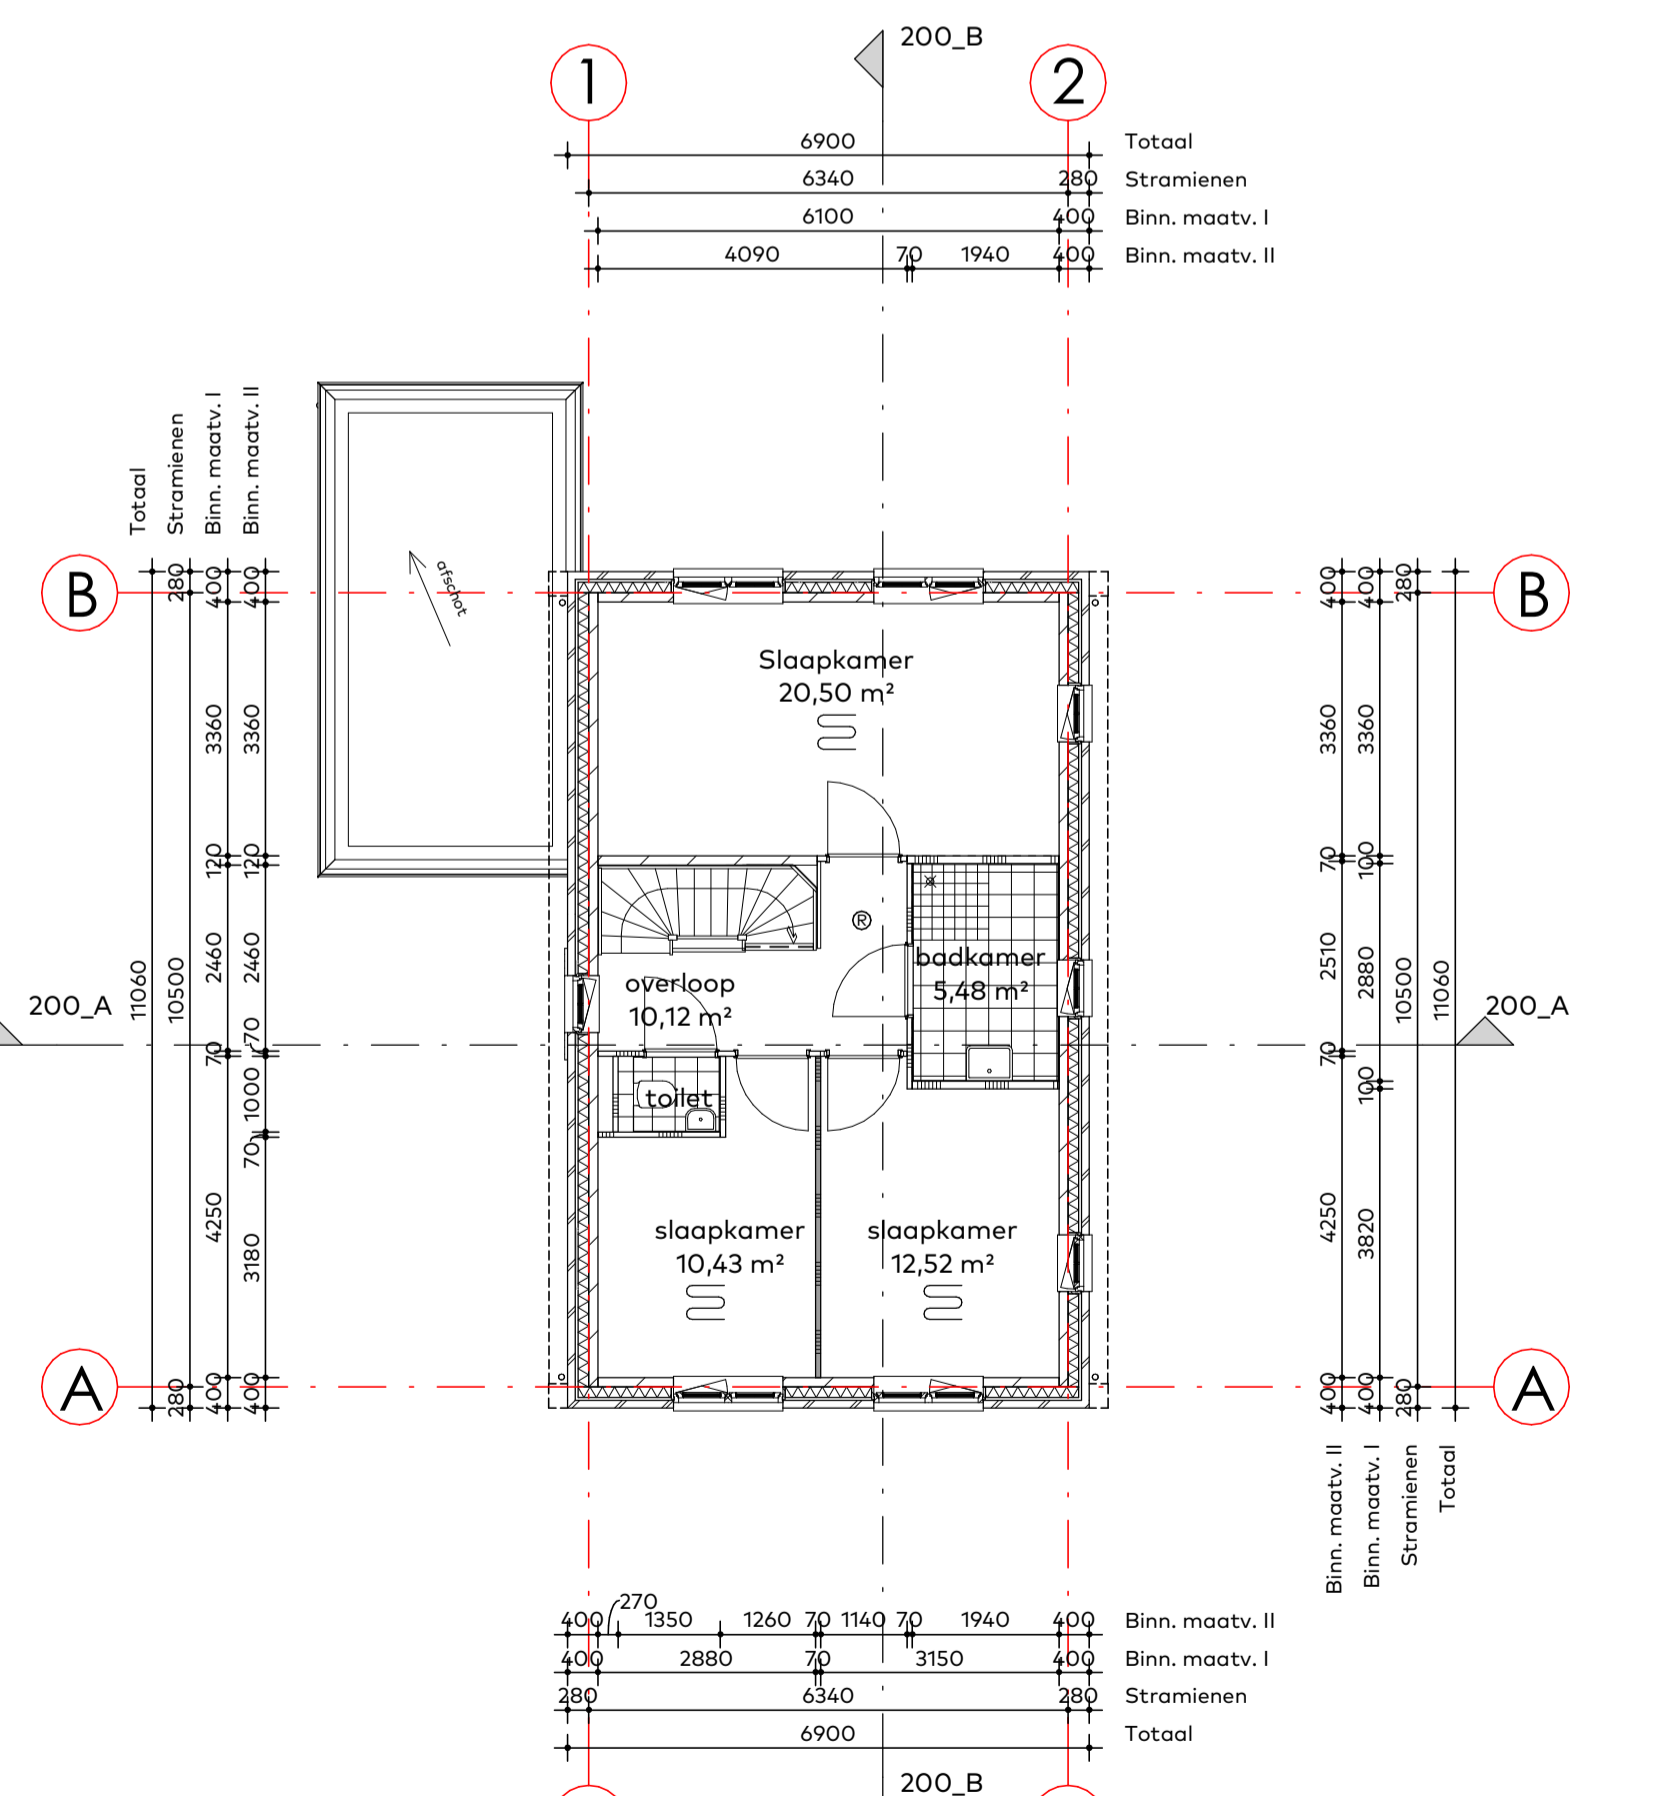 200_B
1
2
6900
Totaal
6340
280
Stramienen
6100
400
Binn. maatv. I
4090
70
1940
400
Binn. maatv. II
Totaal
Stramienen
Binn. maatv. I
Binn. maatv. II
afschot
B
B
280
400
400
400
400
280
Slaapkamer
20,50 m²
3360
3360
3360
3360
120
120
70
100
®
11060
10500
2460
2460
2510
2880
10500
11060
badkamer
5,48 m²
overloop
10,12 m²
200_A
200_A
70
70
70
100
1000
toilet
70
4250
3180
4250
3820
slaapkamer
10,43 m²
slaapkamer
12,52 m²
A
A
280
400
400
400
400
280
Binn. maatv. II
Binn. maatv. I
Stramienen
Totaal
400
270
1350
1260
70
1140
70
1940
400
Binn. maatv. II
400
2880
70
3150
400
Binn. maatv. I
280
6340
280
Stramienen
6900
Totaal
200_B